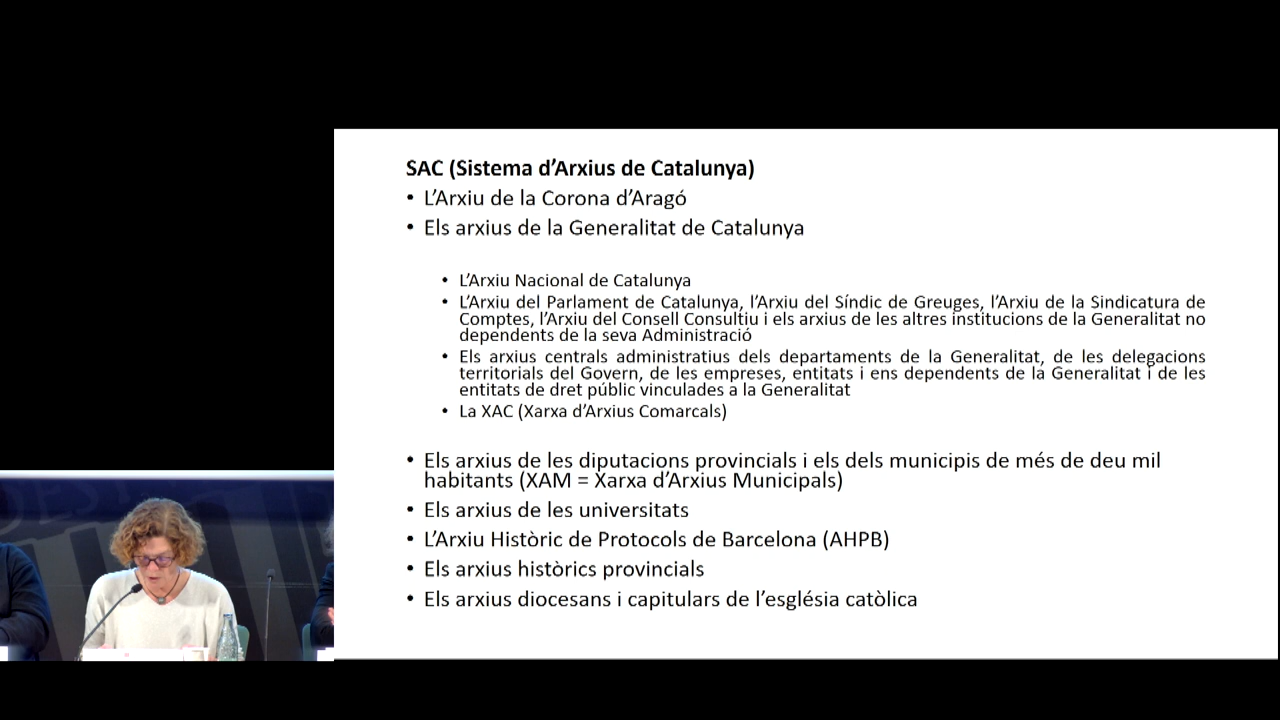 SAC (Sistema d’Arxius de Catalunya)
• L’Arxiu de la Corona d’Aragó
• Els arxius de la Generalitat de Catalunya
• L’Arxiu Nacional de Catalunya
• L’Arxiu del Parlament de Catalunya, l’Arxiu del Síndic de Greuges, l’Arxiu de la Sindicatura de
Comptes, l’Arxiu del Consell Consultiu i els arxius de les altres institucions de la Generalitat no
dependents de la seva Administració
• Els arxius centrals administratius dels departaments de la Generalitat, de les delegacions
territorials del Govern, de les empreses, entitats i ens dependents de la Generalitat i de les
entitats de dret públic vinculades a la Generalitat
• La XAC (Xarxa d’Arxius Comarcals)
• Els arxius de les diputacions provincials i els dels municipis de més de deu mil
habitants (XAM = Xarxa d’Arxius Municipals)
• Els arxius de les universitats
• L’Arxiu Històric de Protocols de Barcelona (AHPB)
• Els arxius històrics provincials
• Els arxius diocesans i capitulars de l’església catòlica